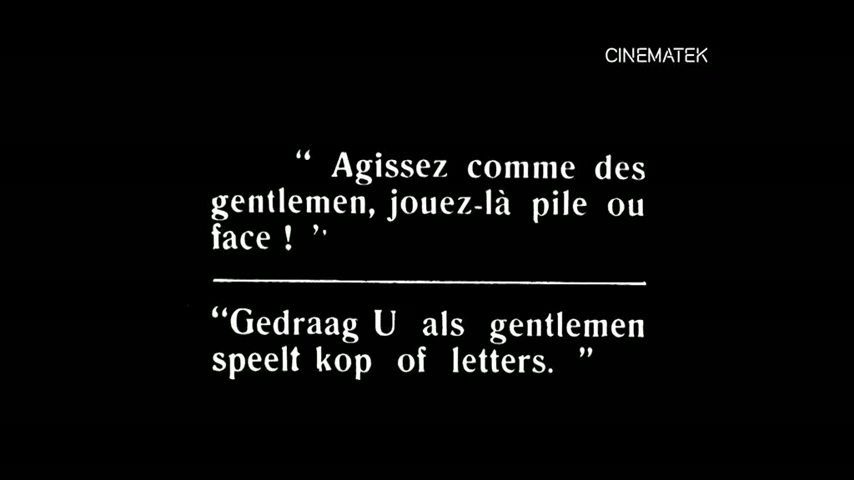 CINEMATEK
“ Agissez comme des
gentlemen, jouez-là pile ou
face ! ”
“Gedraag U als gentlemen
speelt kop of letters. ”